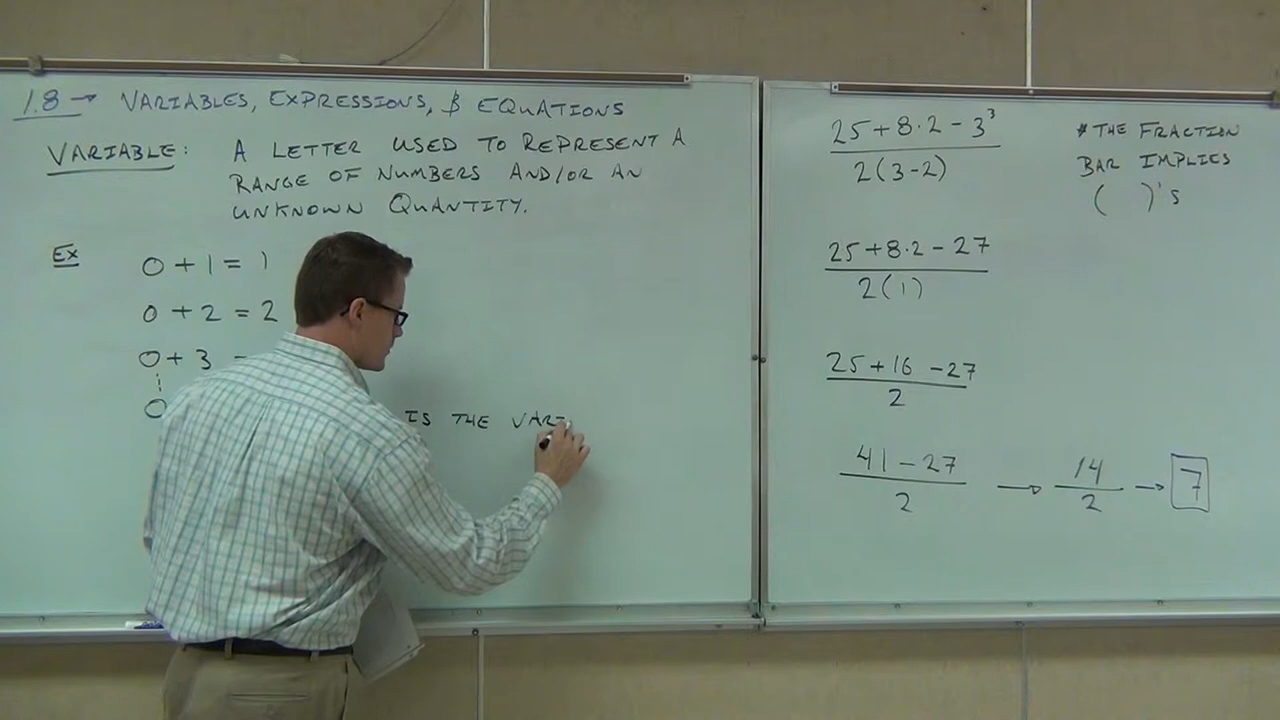 1.8 → VARIABLES, EXPRESSIONS, & EQUATIONS
VARIABLE: A LETTER USED TO REPRESENT A
RANGE OF NUMBERS AND/OR AN
UNKNOWN QUANTITY.
EX
0 + 1 = 1
0 + 2 = 2
0 + 3 =
0
IS THE VARI
25 + 8 · 2 - 3³
2(3-2)
* THE FRACTION
BAR IMPLIES
( )'s
25 + 8 · 2 - 27
2(1)
25 + 16 - 27
2
41 - 27
2
→ 14
2
→ 7